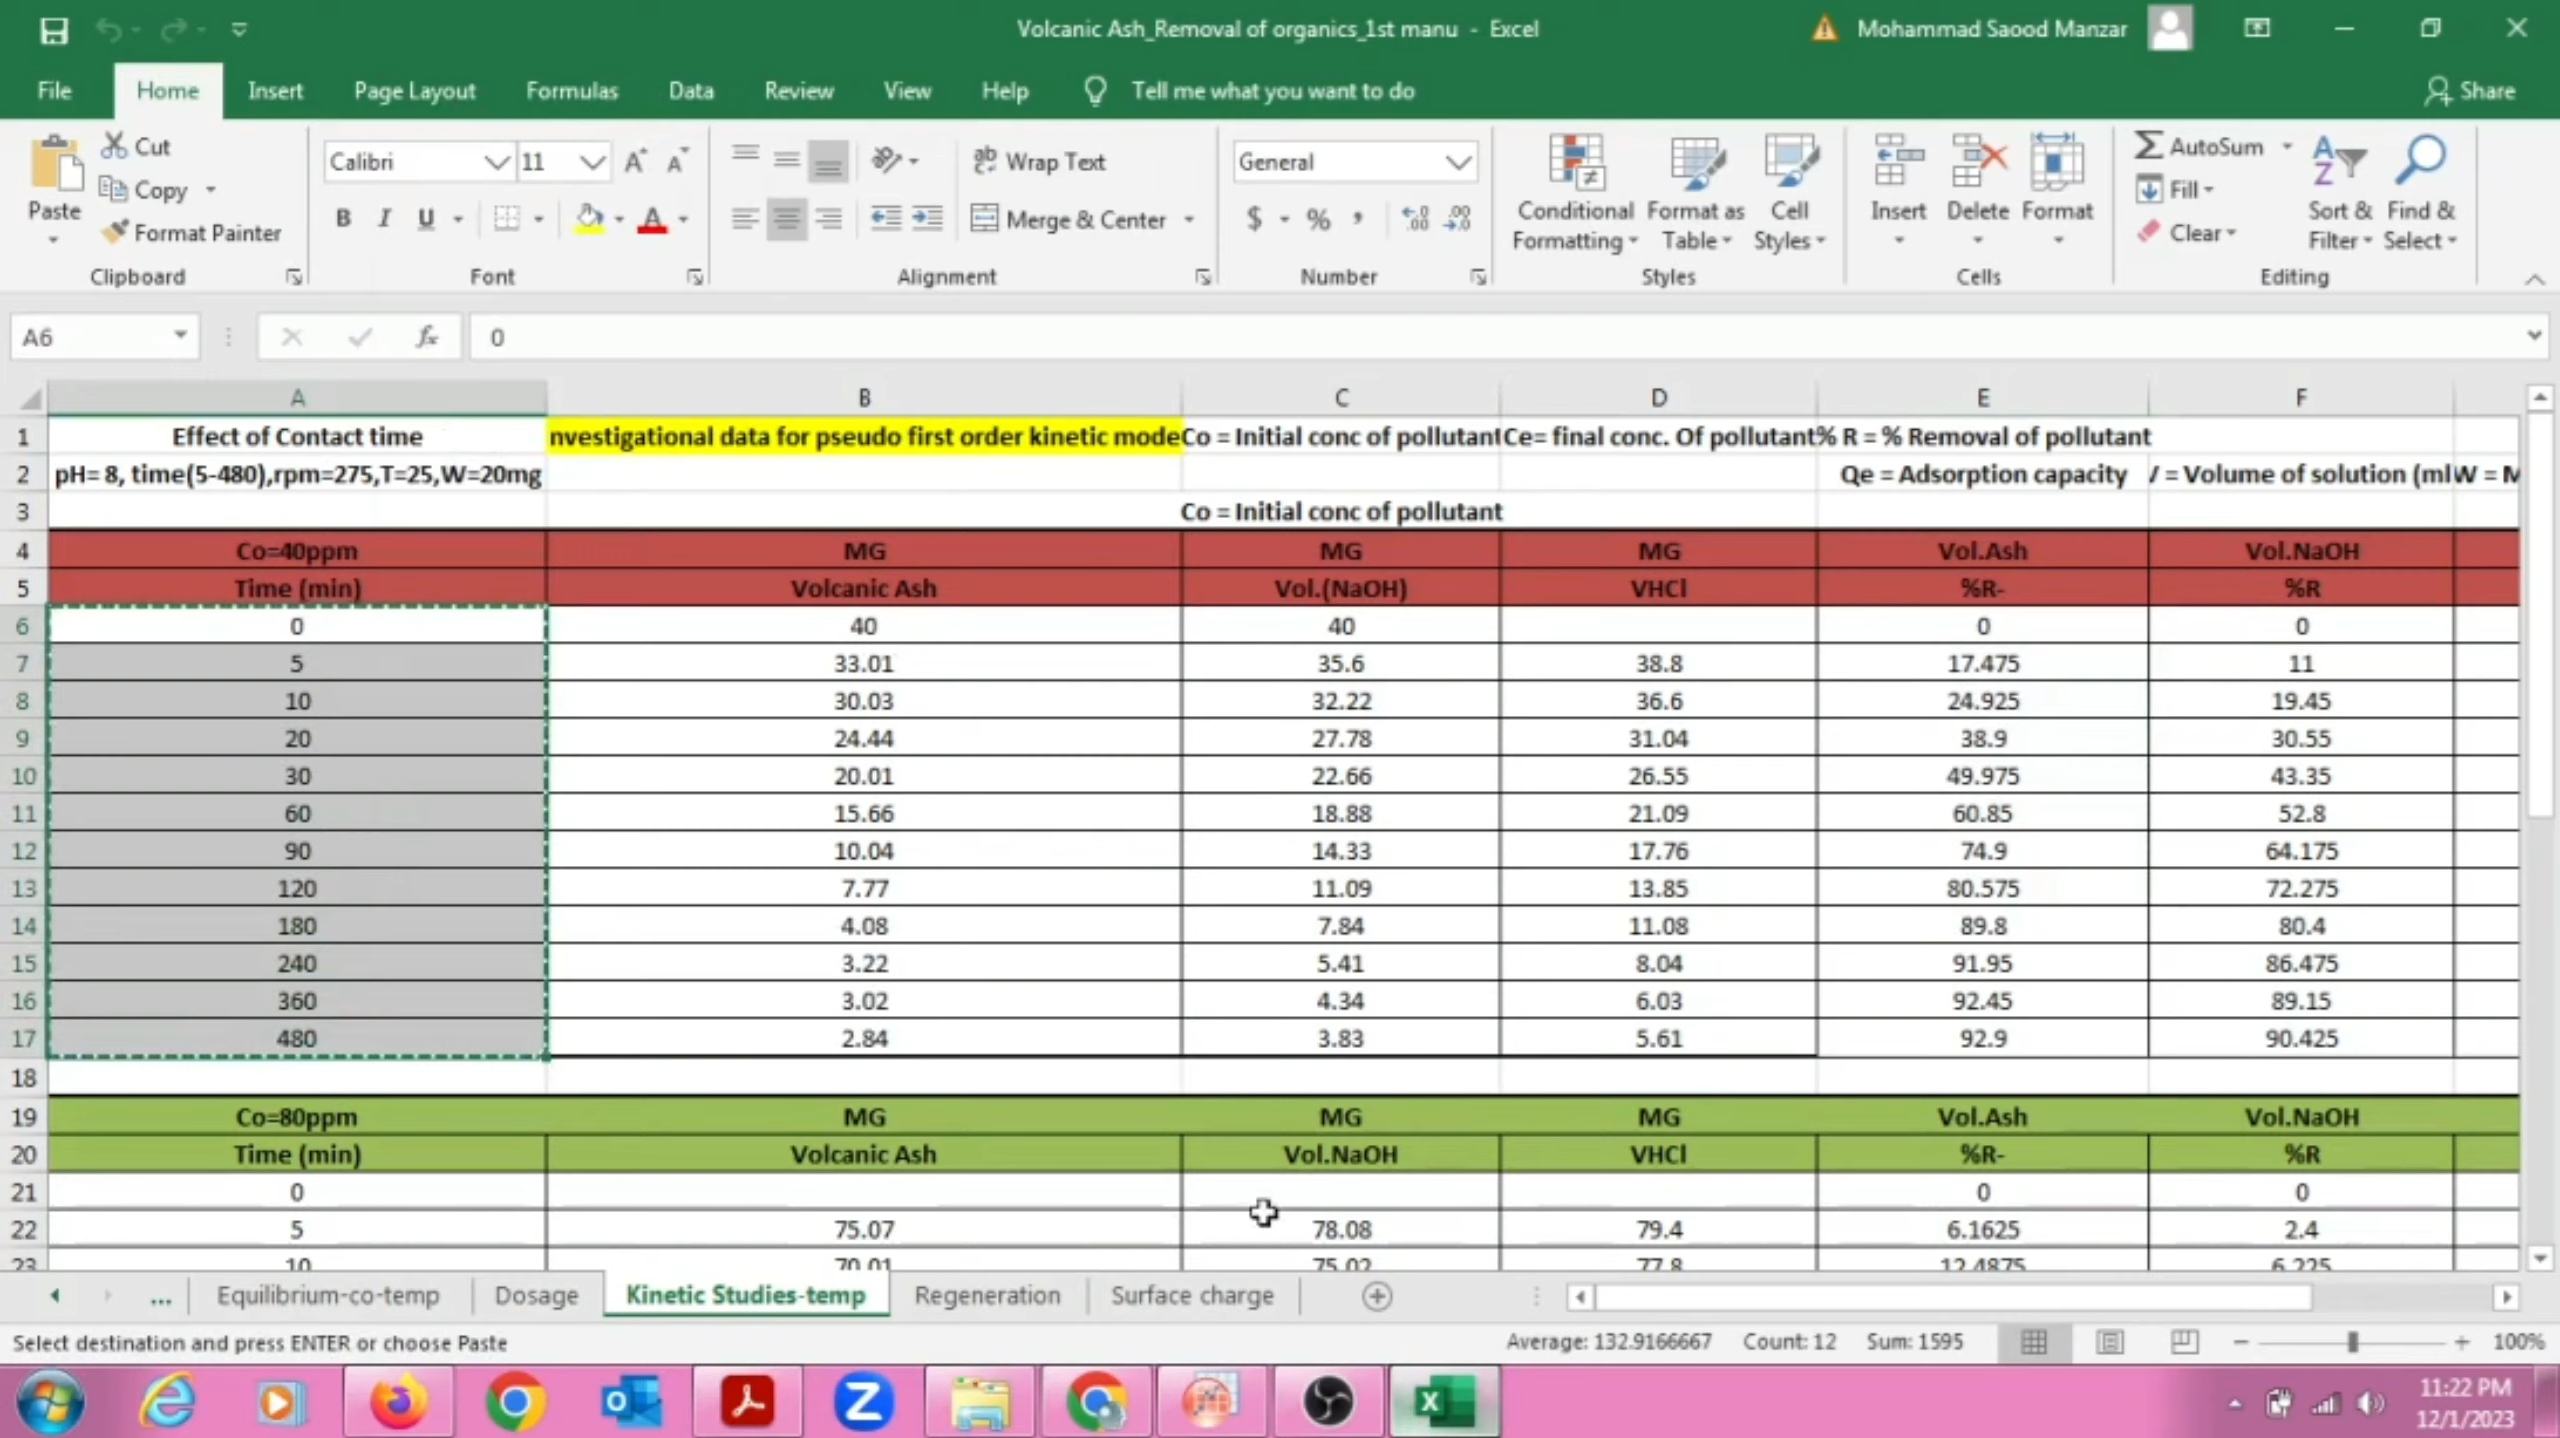 Volcanic Ash_Removal of organics_1st manu - Excel
Mohammad Saood Manzar
File Home Insert Page Layout Formulas Data Review View Help Tell me what you want to do Share
Paste Cut Copy Format Painter Clipboard
Calibri 11 B I U A Font
Wrap Text Merge & Center Alignment
General $ % , Number
Conditional Formatting Format as Table Cell Styles Styles
Insert Delete Format Cells
AutoSum Fill Clear Sort & Filter Find & Select Editing
A6 fx 0
A B C D E F
1 Effect of Contact time nvestigational data for pseudo first order kinetic mode Co = Initial conc of pollutant Ce= final conc. Of pollutant % R = % Removal of pollutant
2 pH= 8, time(5-480),rpm=275,T=25,W=20mg Qe = Adsorption capacity / = Volume of solution (ml W = M
3 Co = Initial conc of pollutant
4 Co=40ppm MG MG MG Vol.Ash Vol.NaOH
5 Time (min) Volcanic Ash Vol.(NaOH) VHCl %R- %R
6 0 40 40 0 0
7 5 33.01 35.6 38.8 17.475 11
8 10 30.03 32.22 36.6 24.925 19.45
9 20 24.44 27.78 31.04 38.9 30.55
10 30 20.01 22.66 26.55 49.975 43.35
11 60 15.66 18.88 21.09 60.85 52.8
12 90 10.04 14.33 17.76 74.9 64.175
13 120 7.77 11.09 13.85 80.575 72.275
14 180 4.08 7.84 11.08 89.8 80.4
15 240 3.22 5.41 8.04 91.95 86.475
16 360 3.02 4.34 6.03 92.45 89.15
17 480 2.84 3.83 5.61 92.9 90.425
18
19 Co=80ppm MG MG MG Vol.Ash Vol.NaOH
20 Time (min) Volcanic Ash Vol.NaOH VHCl %R- %R
21 0 0 0
22 5 75.07 78.08 79.4 6.1625 2.4
23 10 70.01 75.02 77.8 12.4875 6.225
... Equilibrium-co-temp Dosage Kinetic Studies-temp Regeneration Surface charge
Select destination and press ENTER or choose Paste Average: 132.9166667 Count: 12 Sum: 1595 100%
11:22 PM
12/1/2023